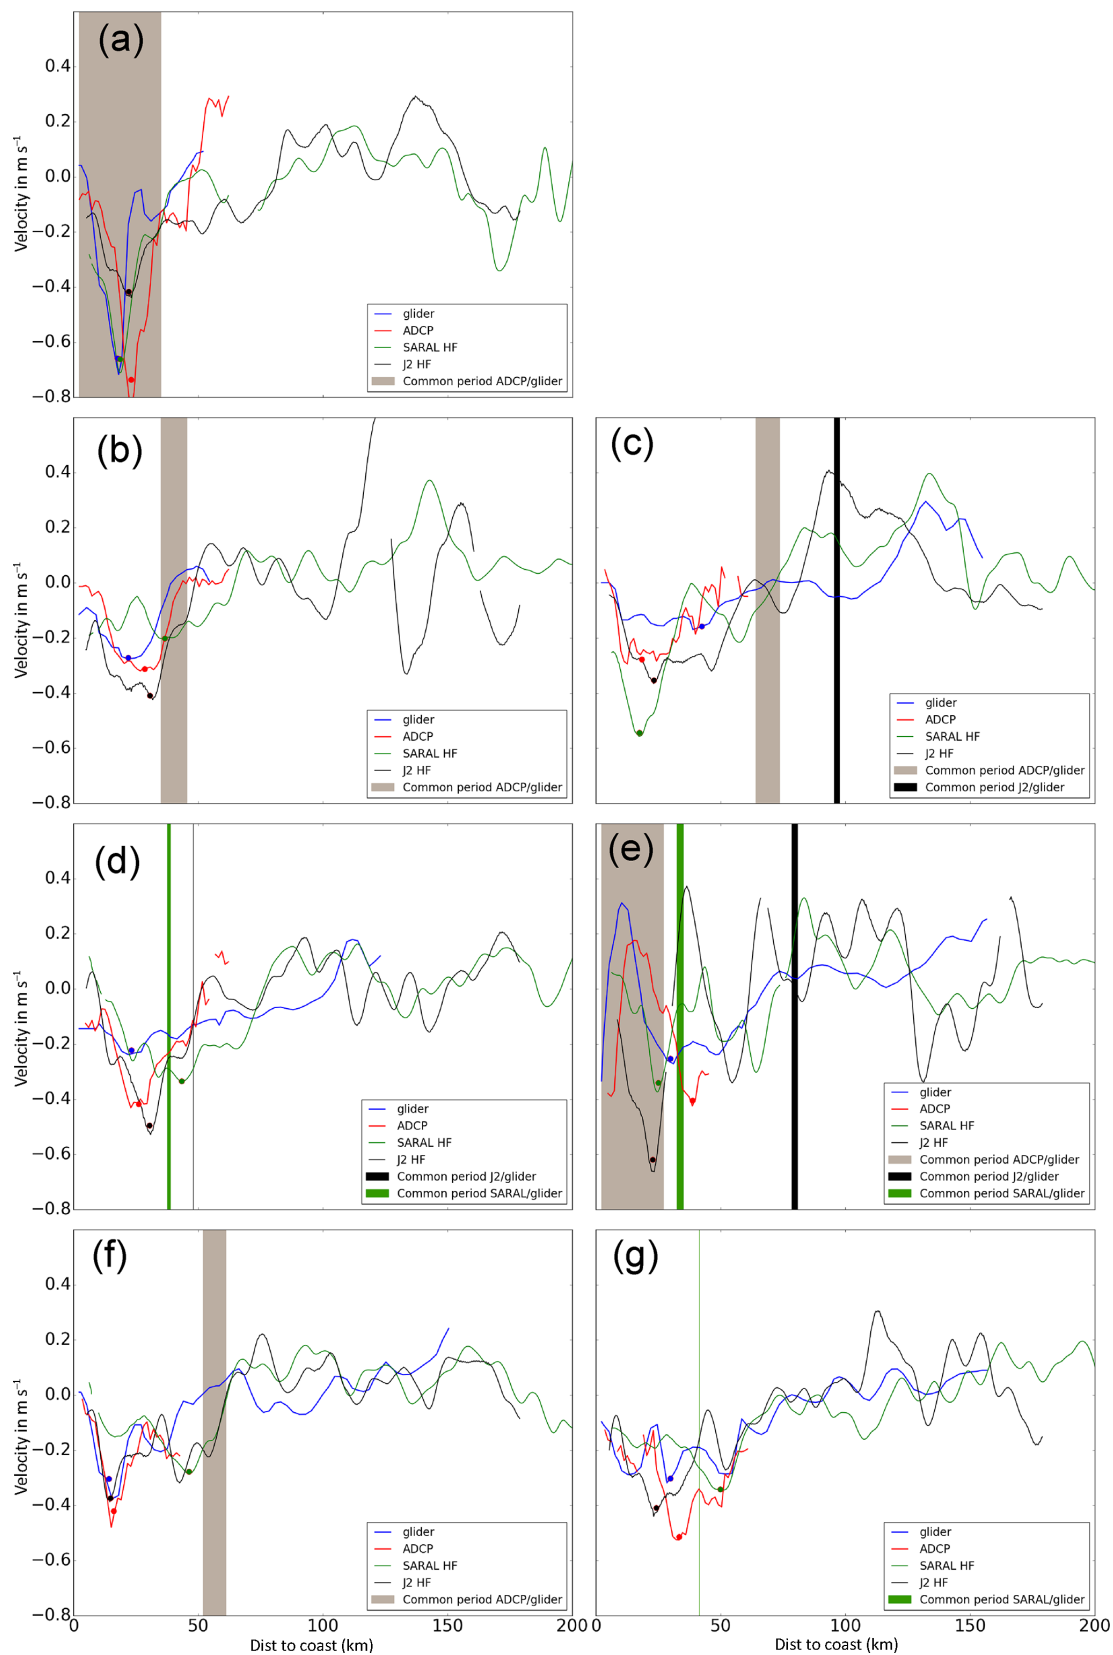 (a)
0.4
0.2
0.0
−0.2
−0.4
−0.6
−0.8
Velocity in m s⁻¹
glider
ADCP
SARAL HF
J2 HF
Common period ADCP/glider
(b)
0.4
0.2
0.0
−0.2
−0.4
−0.6
−0.8
Velocity in m s⁻¹
glider
ADCP
SARAL HF
J2 HF
Common period ADCP/glider
(c)
glider
ADCP
SARAL HF
J2 HF
Common period ADCP/glider
Common period J2/glider
(d)
0.4
0.2
0.0
−0.2
−0.4
−0.6
−0.8
Velocity in m s⁻¹
glider
ADCP
SARAL HF
J2 HF
Common period J2/glider
Common period SARAL/glider
(e)
glider
ADCP
SARAL HF
J2 HF
Common period ADCP/glider
Common period J2/glider
Common period SARAL/glider
(f)
0.4
0.2
0.0
−0.2
−0.4
−0.6
−0.8
Velocity in m s⁻¹
glider
ADCP
SARAL HF
J2 HF
Common period ADCP/glider
0 50 100 150 200
Dist to coast (km)
(g)
glider
ADCP
SARAL HF
J2 HF
Common period SARAL/glider
0 50 100 150 200
Dist to coast (km)